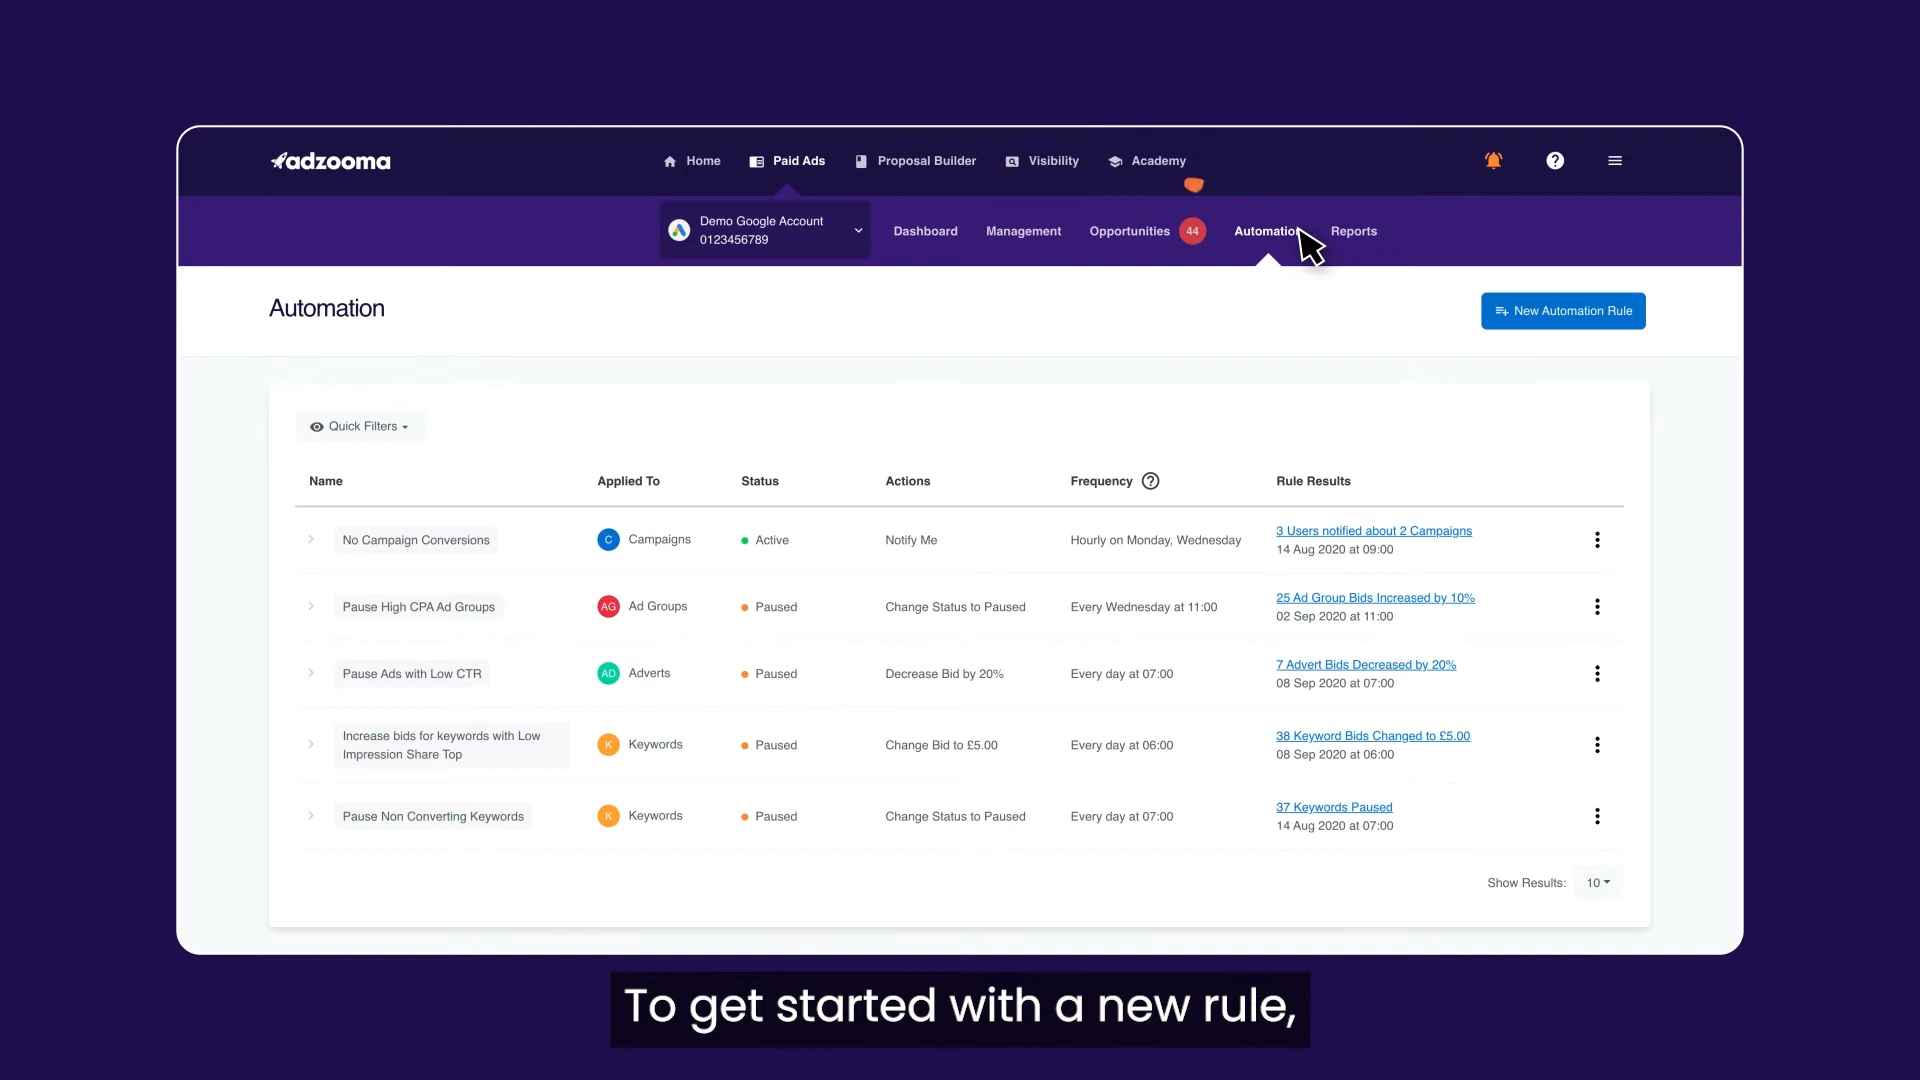 adzooma
Home
Paid Ads
Proposal Builder
Visibility
Academy
Demo Google Account
0123456789
Dashboard
Management
Opportunities
44
Automation
Reports
Automation
New Automation Rule
Quick Filters
Name
Applied To
Status
Actions
Frequency
Rule Results
No Campaign Conversions
C
Campaigns
Active
Notify Me
Hourly on Monday, Wednesday
3 Users notified about 2 Campaigns
14 Aug 2020 at 09:00
Pause High CPA Ad Groups
AG
Ad Groups
Paused
Change Status to Paused
Every Wednesday at 11:00
25 Ad Group Bids Increased by 10%
02 Sep 2020 at 11:00
Pause Ads with Low CTR
AD
Adverts
Paused
Decrease Bid by 20%
Every day at 07:00
7 Advert Bids Decreased by 20%
08 Sep 2020 at 07:00
Increase bids for keywords with Low
Impression Share Top
K
Keywords
Paused
Change Bid to £5.00
Every day at 06:00
38 Keyword Bids Changed to £5.00
08 Sep 2020 at 06:00
Pause Non Converting Keywords
K
Keywords
Paused
Change Status to Paused
Every day at 07:00
37 Keywords Paused
14 Aug 2020 at 07:00
Show Results:
10
To get started with a new rule,